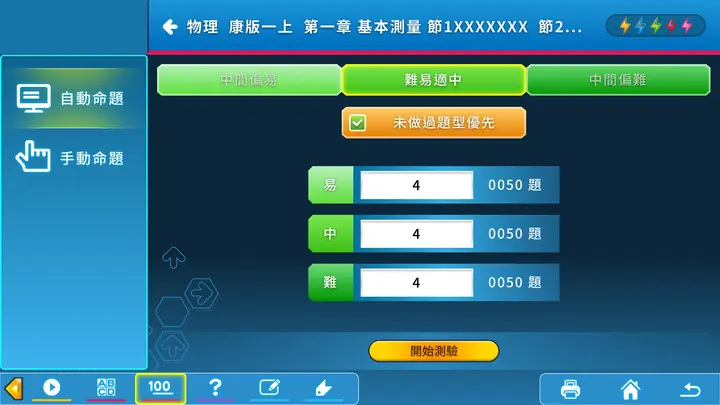 物理 康版一上 第一章 基本測量 節1XXXXXXX 節2...
自動命題
手動命題
中間偏易 難易適中 中間偏難
未做過題型優先
易 4 0050 題
中 4 0050 題
難 4 0050 題
開始測驗
AB
CD
100
?